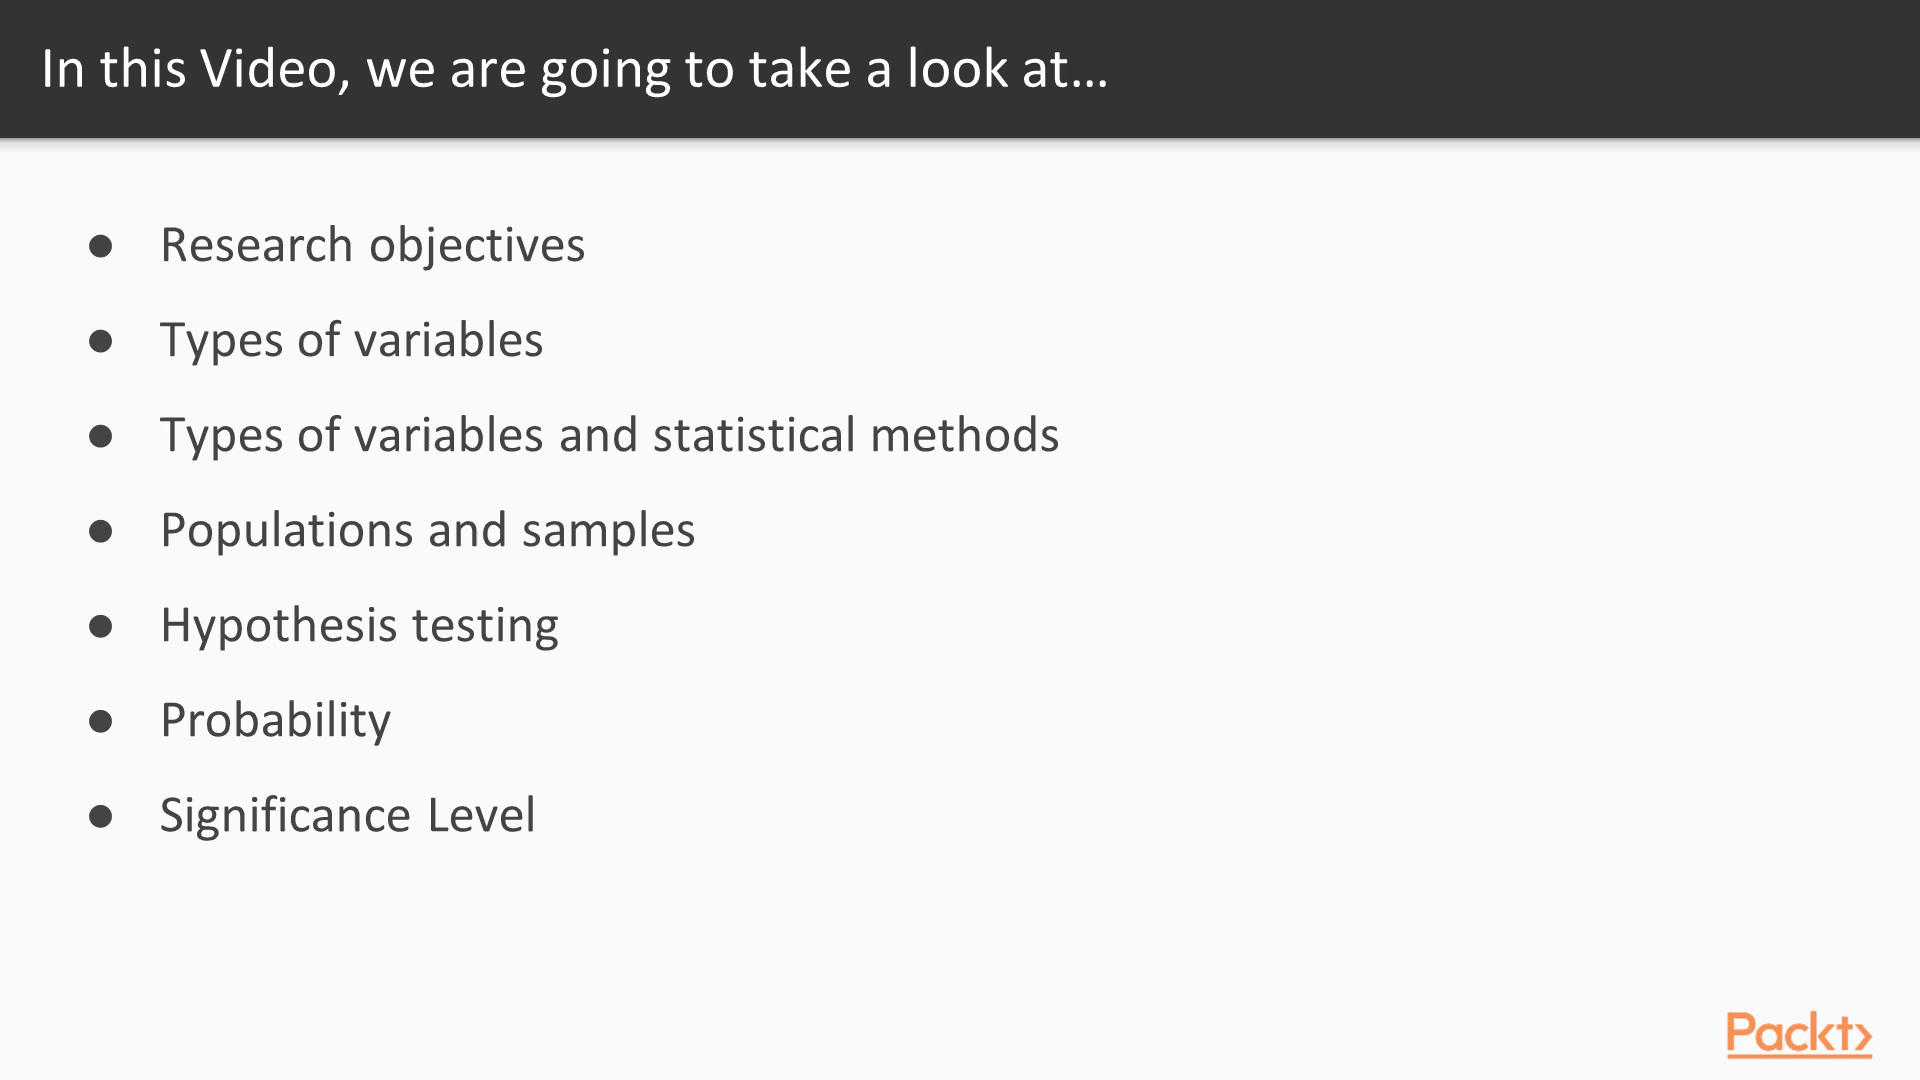 In this Video, we are going to take a look at…
● Research objectives
● Types of variables
● Types of variables and statistical methods
● Populations and samples
● Hypothesis testing
● Probability
● Significance Level
Packt>